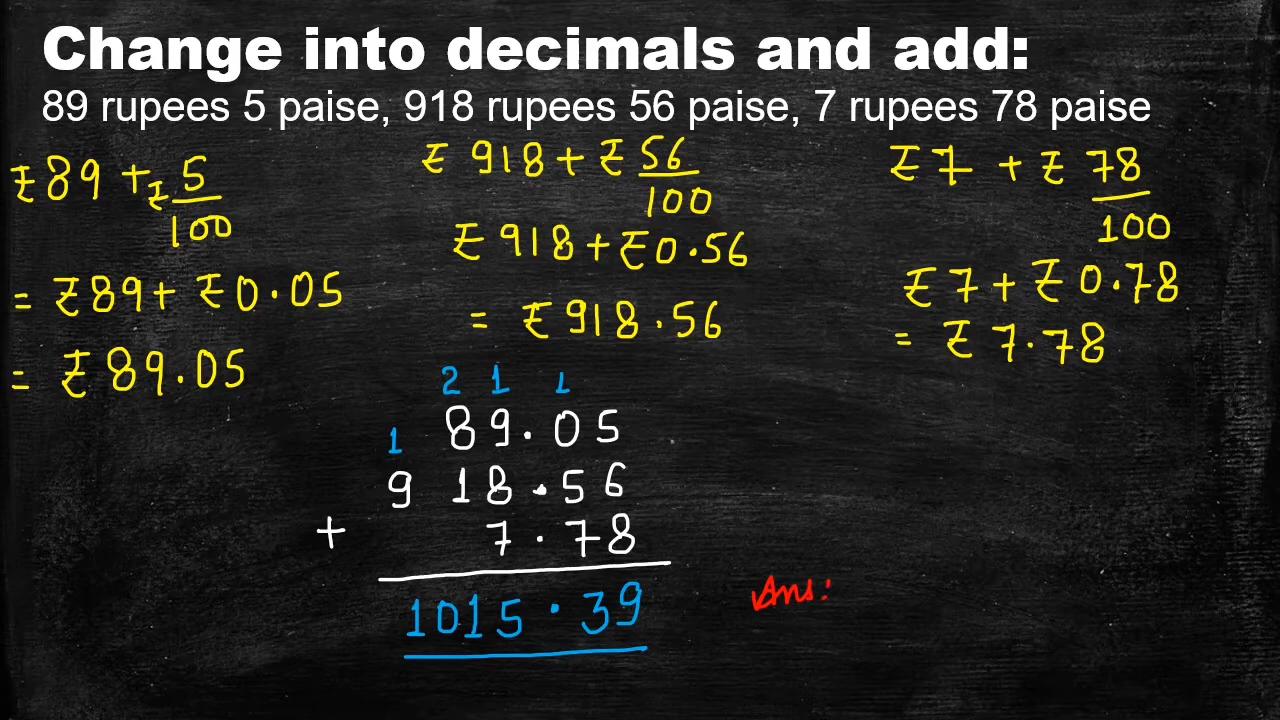 Change into decimals and add:
89 rupees 5 paise, 918 rupees 56 paise, 7 rupees 78 paise
₹89 + ₹ 5/100
= ₹89 + ₹0.05
= ₹89.05
₹ 918 + ₹ 56/100
₹ 918 + ₹0.56
= ₹918.56
₹7 + ₹ 78/100
₹7 + ₹0.78
= ₹ 7.78
2 1 1
1 89.05
918.56
+ 7.78
1015.39
Ans: